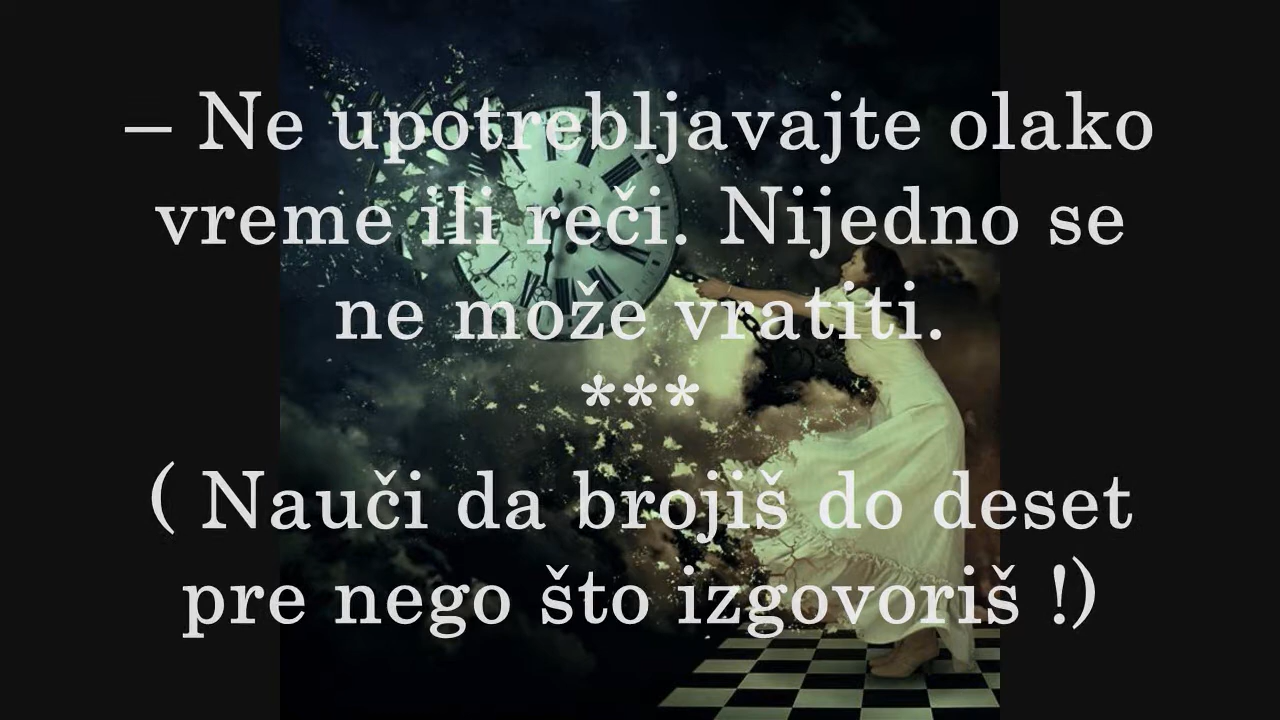 – Ne upotrebljavajte olako
vreme ili reči. Nijedno se
ne može vratiti.
***
( Nauči da brojiš do deset
pre nego što izgovoriš !)